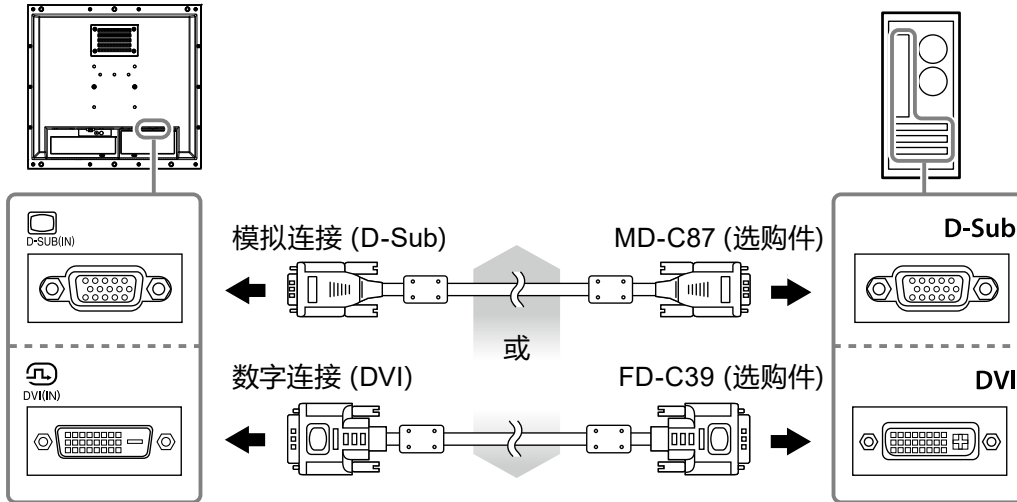 D-SUB(IN)
模拟连接 (D-Sub)
MD-C87 (选购件)
D-Sub
或
DVI(IN)
数字连接 (DVI)
FD-C39 (选购件)
DVI